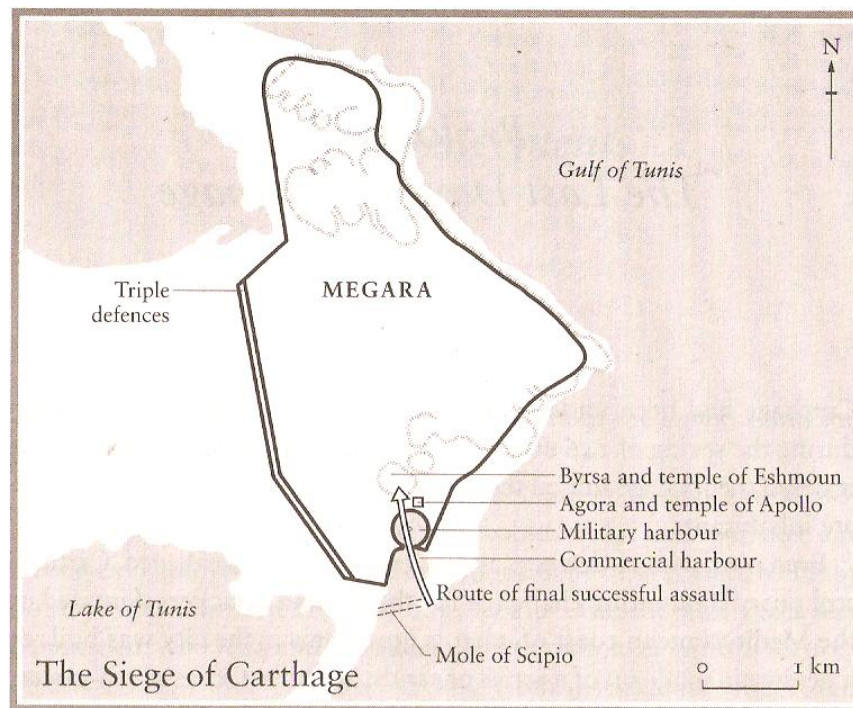 N
Gulf of Tunis
Triple
defences
MEGARA
Byrsa and temple of Eshmoun
Agora and temple of Apollo
Military harbour
Commercial harbour
Route of final successful assault
Lake of Tunis
Mole of Scipio
The Siege of Carthage
0 1 km